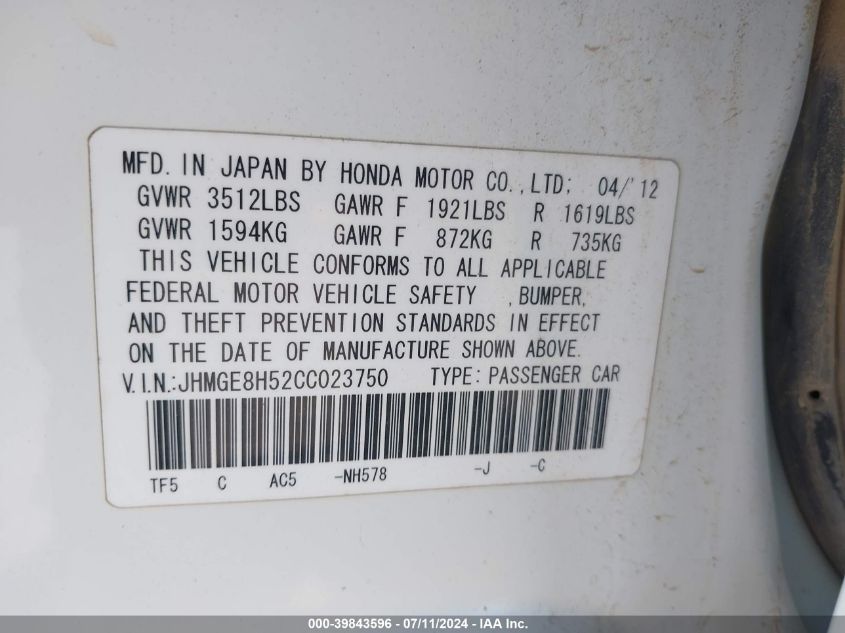 MFD. IN JAPAN BY HONDA MOTOR CO.,LTD; 04/'12
GVWR 3512LBS GAWR F 1921LBS R 1619LBS
GVWR 1594KG GAWR F 872KG R 735KG
THIS VEHICLE CONFORMS TO ALL APPLICABLE
FEDERAL MOTOR VEHICLE SAFETY ,BUMPER,
AND THEFT PREVENTION STANDARDS IN EFFECT
ON THE DATE OF MANUFACTURE SHOWN ABOVE.
V.I.N.:JHMGE8H52CC023750 TYPE: PASSENGER CAR
TF5 C AC5 -NH578 -J -C
000-39843596 - 07/11/2024 - IAA Inc.